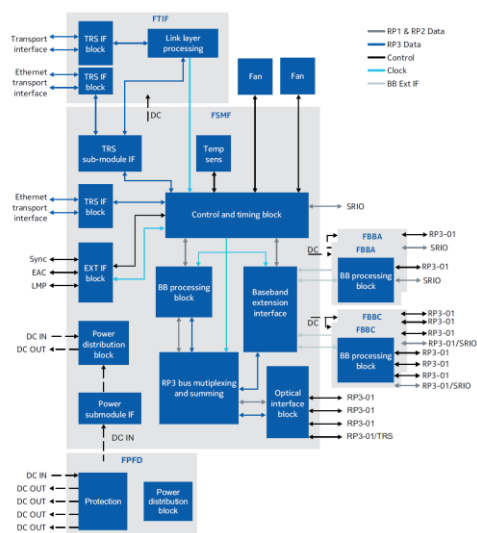 FTIF
Transport
interface
TRS IF
block
Link layer
processing
Ethernet
transport
interface
TRS IF
block
RP1 & RP2 Data
RP3 Data
Control
Clock
BB Ext IF
Fan
Fan
DC
FSMF
TRS
sub-module IF
Temp
sens
Ethernet
transport
interface
TRS IF
block
Control and timing block
SRIO
Sync
EAC
LMP
EXT IF
block
BB processing
block
Baseband
extension
interface
DC
FBBA
FBBA
BB processing
block
RP3-01
SRIO
RP3-01
SRIO
DC
FBBC
FBBC
BB processing
block
RP3-01
RP3-01
RP3-01
RP3-01/SRIO
RP3-01
RP3-01
RP3-01
RP3-01/SRIO
DC IN
DC OUT
Power
distribution
block
RP3 bus mutiplexing
and summing
Optical
interface
block
RP3-01
RP3-01
RP3-01
RP3-01/TRS
Power
submodule IF
DC IN
FPFD
DC IN
DC OUT
DC OUT
DC OUT
DC OUT
Protection
Power
distribution
block